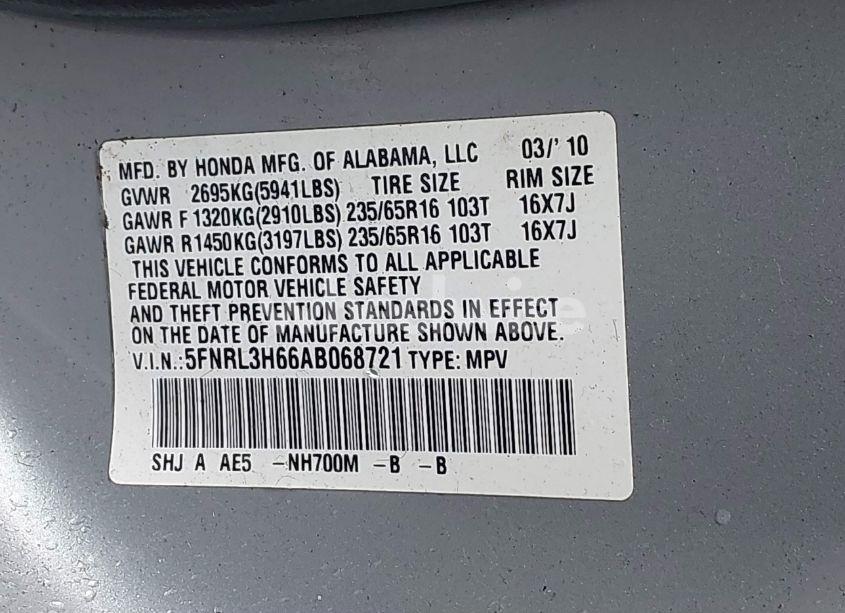 MFD. BY HONDA MFG. OF ALABAMA, LLC 03/' 10
GVWR 2695KG(5941LBS) TIRE SIZE RIM SIZE
GAWR F 1320KG(2910LBS) 235/65R16 103T 16X7J
GAWR R1450KG(3197LBS) 235/65R16 103T 16X7J
THIS VEHICLE CONFORMS TO ALL APPLICABLE
FEDERAL MOTOR VEHICLE SAFETY
AND THEFT PREVENTION STANDARDS IN EFFECT
ON THE DATE OF MANUFACTURE SHOWN ABOVE.
V.I.N.:5FNRL3H66AB068721 TYPE: MPV
SHJ A AE5 -NH700M -B -B